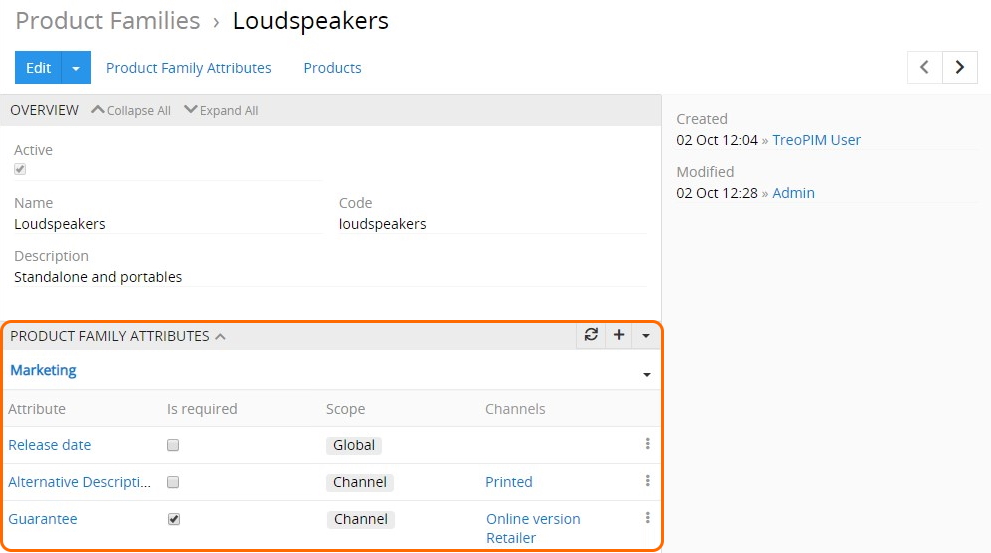 Product Families › Loudspeakers
Edit Product Family Attributes Products
OVERVIEW Collapse All Expand All
Active
Name Code
Loudspeakers loudspeakers
Description
Standalone and portables
Created
02 Oct 12:04 » TreoPIM User
Modified
02 Oct 12:28 » Admin
PRODUCT FAMILY ATTRIBUTES
Marketing
Attribute Is required Scope Channels
Release date Global
Alternative Descripti... Channel Printed
Guarantee Channel Online version
Retailer